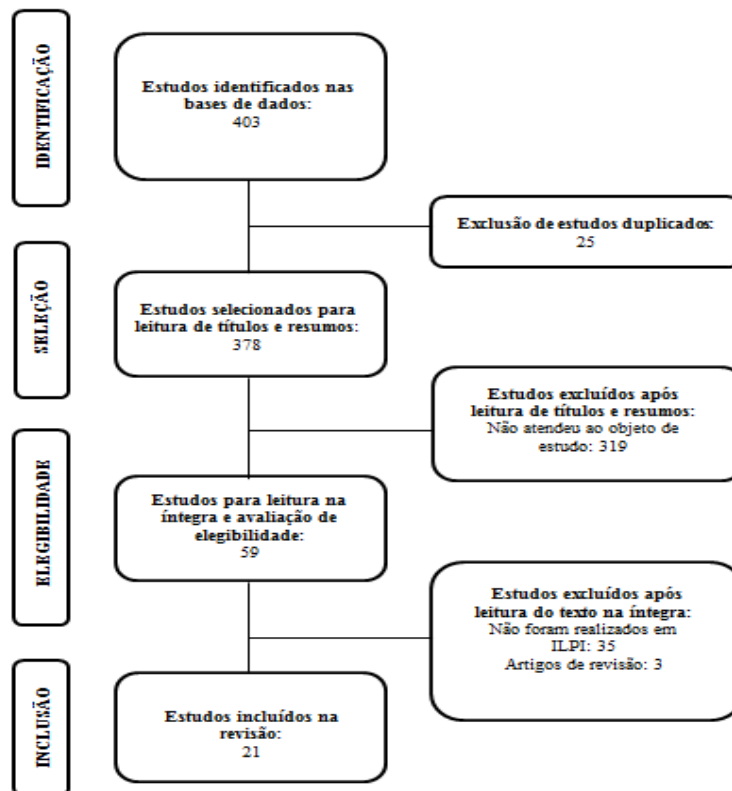 IDENTIFICAÇÃO
Estudos identificados nas
bases de dados:
403
Exclusão de estudos duplicados:
25
SELEÇÃO
Estudos selecionados para
leitura de títulos e resumos:
378
Estudos excluídos após
leitura de títulos e resumos:
Não atendeu ao objeto de
estudo: 319
ELEGIBILIDADE
Estudos para leitura na
íntegra e avaliação de
elegibilidade:
59
Estudos excluídos após
leitura do texto na íntegra:
Não foram realizados em
ILPI: 35
Artigos de revisão: 3
INCLUSÃO
Estudos incluídos na
revisão:
21